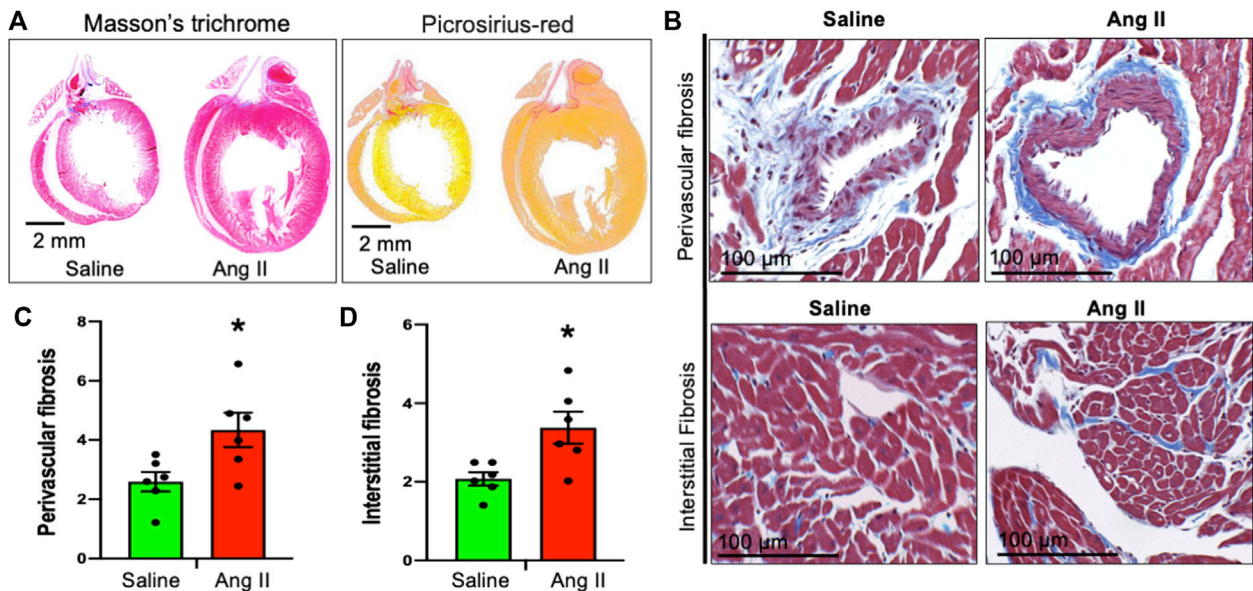 A
Masson's trichrome
Picrosirius-red
2 mm
Saline
Ang II
2 mm
Saline
Ang II
B
Saline
Ang II
Perivascular fibrosis
100 µm
100 µm
Saline
Ang II
Interstitial Fibrosis
100 µm
100 µm
C
Perivascular fibrosis
8
6
4
2
0
*
Saline
Ang II
D
Interstitial fibrosis
6
4
2
0
*
Saline
Ang II